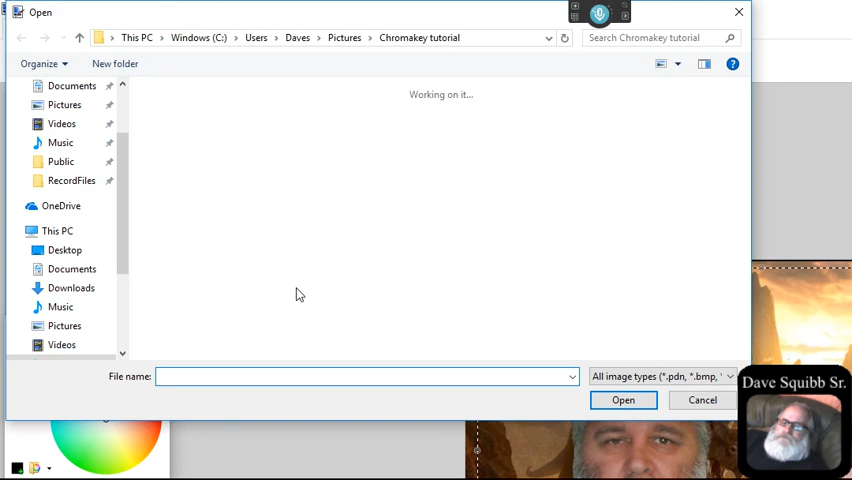 Open
This PC > Windows (C:) > Users > Daves > Pictures > Chromakey tutorial
Search Chromakey tutorial
Organize
New folder
Documents
Pictures
Videos
Music
Public
RecordFiles
OneDrive
This PC
Desktop
Documents
Downloads
Music
Pictures
Videos
Working on it...
File name:
All image types (*.pdn, *.bmp, '
Open
Cancel
Dave Squibb Sr.